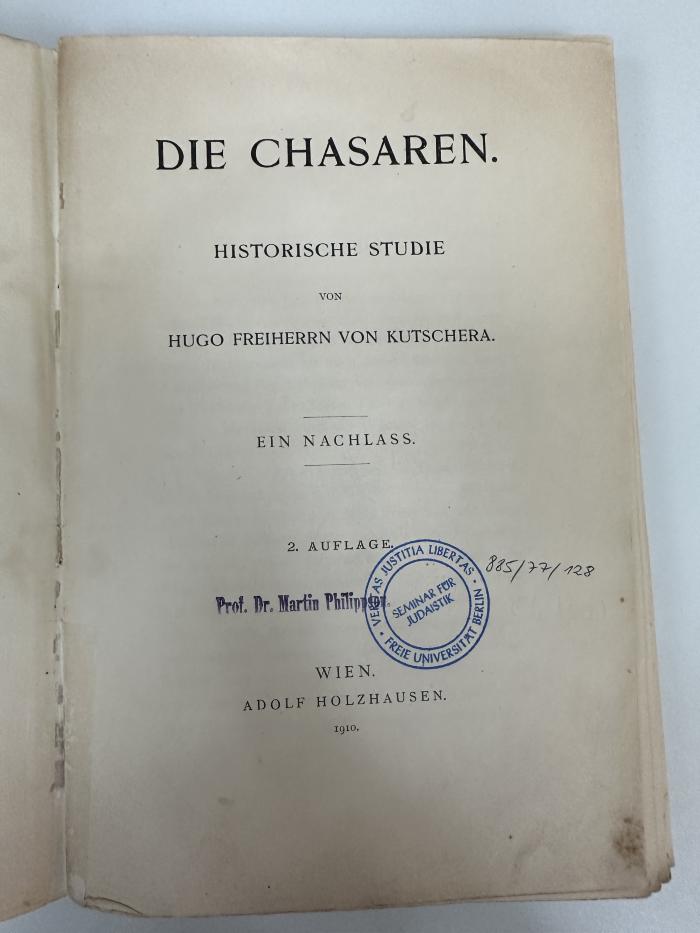 DIE CHASAREN.
HISTORISCHE STUDIE
VON
HUGO FREIHERRN VON KUTSCHERA.
EIN NACHLASS.
2. AUFLAGE.
VERITAS JUSTITIA LIBERTAS
FREIE UNIVERSITÄT BERLIN
SEMINAR FÜR
JUDAISTIK
885/77/128
Prof. Dr. Martin Philippson.
WIEN.
ADOLF HOLZHAUSEN.
1910.